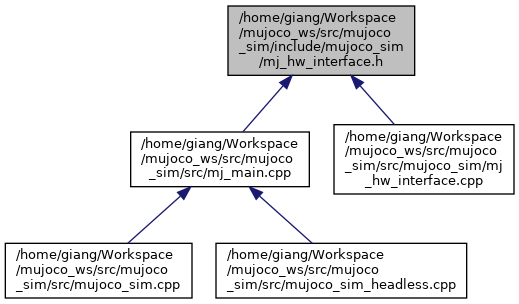 /home/giang/Workspace
/mujoco_ws/src/mujoco
_sim/include/mujoco_sim
/mj_hw_interface.h
/home/giang/Workspace
/mujoco_ws/src/mujoco
_sim/src/mj_main.cpp
/home/giang/Workspace
/mujoco_ws/src/mujoco
_sim/src/mujoco_sim/mj
_hw_interface.cpp
/home/giang/Workspace
/mujoco_ws/src/mujoco
_sim/src/mujoco_sim.cpp
/home/giang/Workspace
/mujoco_ws/src/mujoco
_sim/src/mujoco_sim_headless.cpp